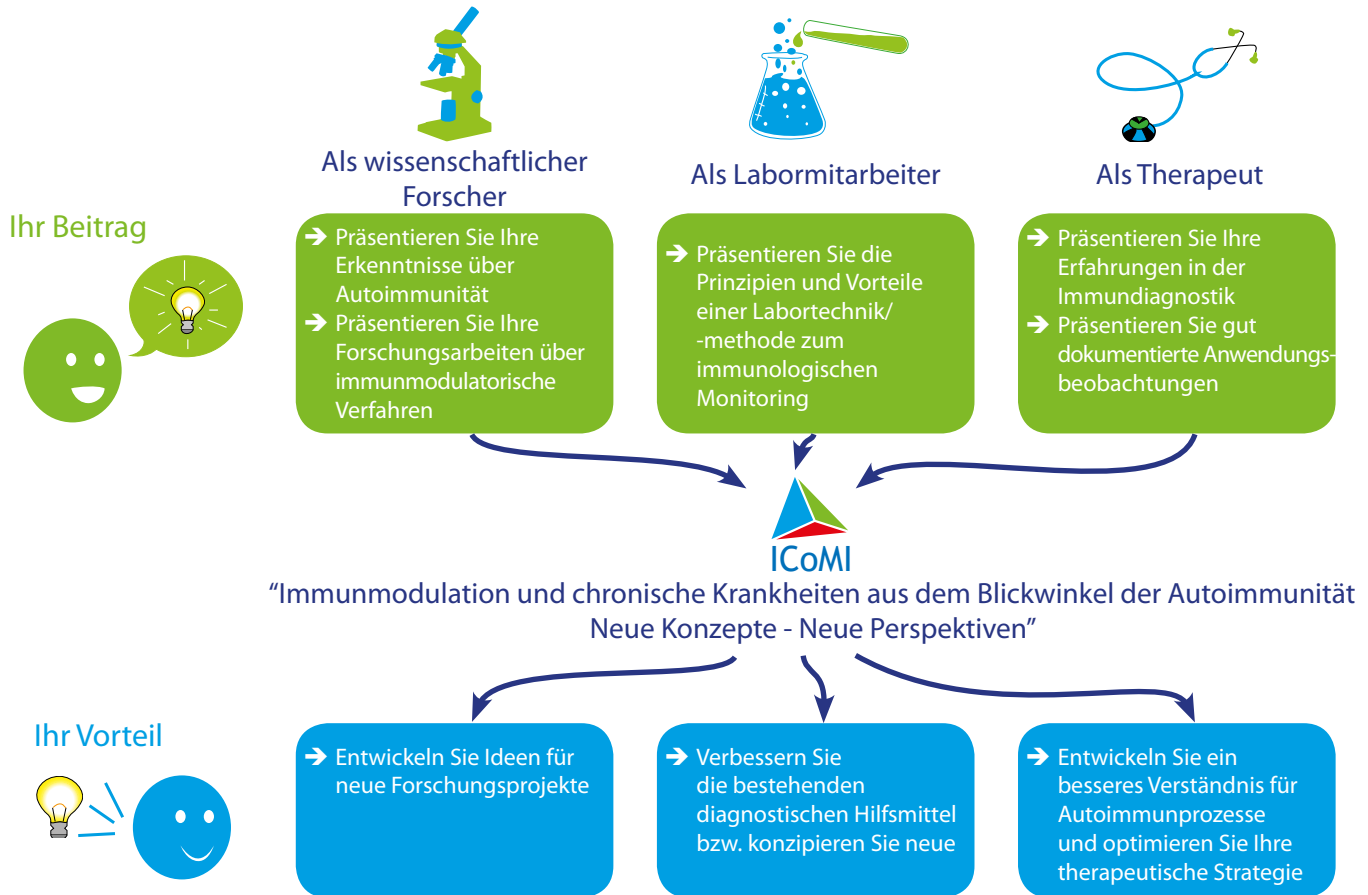 Als wissenschaftlicher
Forscher
Als Labormitarbeiter
Als Therapeut
Ihr Beitrag
➔ Präsentieren Sie Ihre
Erkenntnisse über
Autoimmunität
➔ Präsentieren Sie Ihre
Forschungsarbeiten über
immunmodulatorische
Verfahren
➔ Präsentieren Sie die
Prinzipien und Vorteile
einer Labortechnik/
-methode zum
immunologischen
Monitoring
➔ Präsentieren Sie Ihre
Erfahrungen in der
Immundiagnostik
➔ Präsentieren Sie gut
dokumentierte Anwendungs-
beobachtungen
ICoMI
“Immunmodulation und chronische Krankheiten aus dem Blickwinkel der Autoimmunität
Neue Konzepte - Neue Perspektiven”
Ihr Vorteil
➔ Entwickeln Sie Ideen für
neue Forschungsprojekte
➔ Verbessern Sie
die bestehenden
diagnostischen Hilfsmittel
bzw. konzipieren Sie neue
➔ Entwickeln Sie ein
besseres Verständnis für
Autoimmunprozesse
und optimieren Sie Ihre
therapeutische Strategie